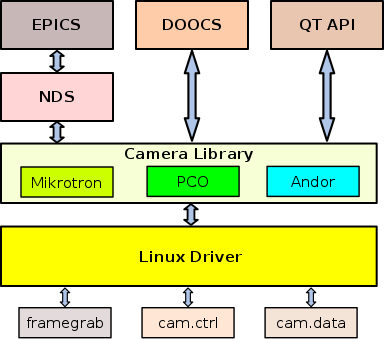 EPICS
DOOCS
QT API
NDS
Camera Library
Mikrotron
PCO
Andor
Linux Driver
framegrab
cam.ctrl
cam.data